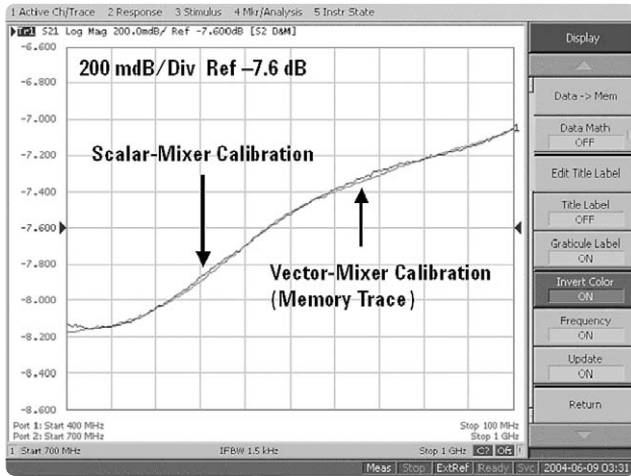 1 Active Ch/Trace 2 Response 3 Stimulus 4 Mkr/Analysis 5 Instr State
Tr1 S21 Log Mag 200.0mdB/ Ref -7.600dB [S2 D&M]
-6.600
200 mdB/Div Ref –7.6 dB
-6.800
-7.000
1
Scalar-Mixer Calibration
-7.200
-7.400
-7.600
-7.800
Vector-Mixer Calibration
(Memory Trace)
-8.000
-8.200
-8.400
-8.600
Port 1: Start 400 MHz Stop 100 MHz
Port 2: Start 700 MHz Stop 1 GHz
1 Start 700 MHz IFBW 1.5 kHz Stop 1 GHz C? Off !
Meas Stop ExtRef Ready Svc 2004-06-09 03:31
Display
Data -> Mem
Data Math
OFF
Edit Title Label
Title Label
OFF
Graticule Label
ON
Invert Color
ON
Frequency
ON
Update
ON
Return